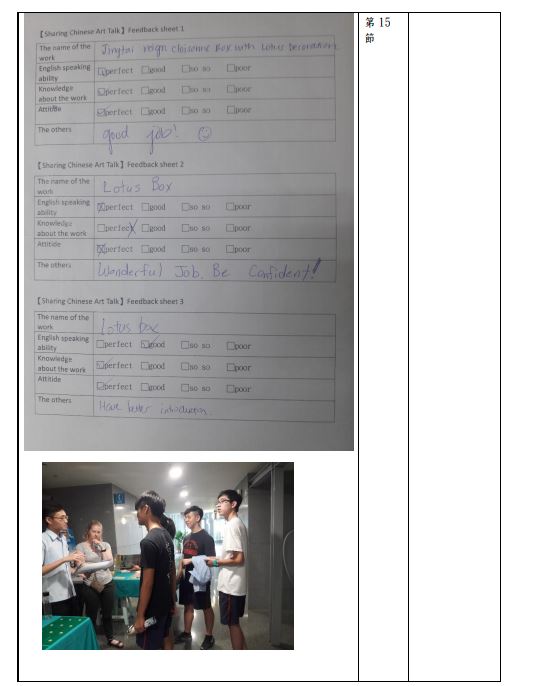 【Sharing Chinese Art Talk】 Feedback sheet 1
The name of the work
Jingtai reign cloisonné Box with Lotus Decoration
English speaking ability
□perfect □good □so so □poor
Knowledge about the work
□perfect □good □so so □poor
Attitide
□perfect □good □so so □poor
The others
good job!
【Sharing Chinese Art Talk】 Feedback sheet 2
The name of the work
Lotus Box
English speaking ability
□perfect □good □so so □poor
Knowledge about the work
□perfect □good □so so □poor
Attitide
□perfect □good □so so □poor
The others
Wonderful Job. Be Confident!
【Sharing Chinese Art Talk】 Feedback sheet 3
The name of the work
Lotus box
English speaking ability
□perfect □good □so so □poor
Knowledge about the work
□perfect □good □so so □poor
Attitide
□perfect □good □so so □poor
The others
Have better introduction.
第 15
節